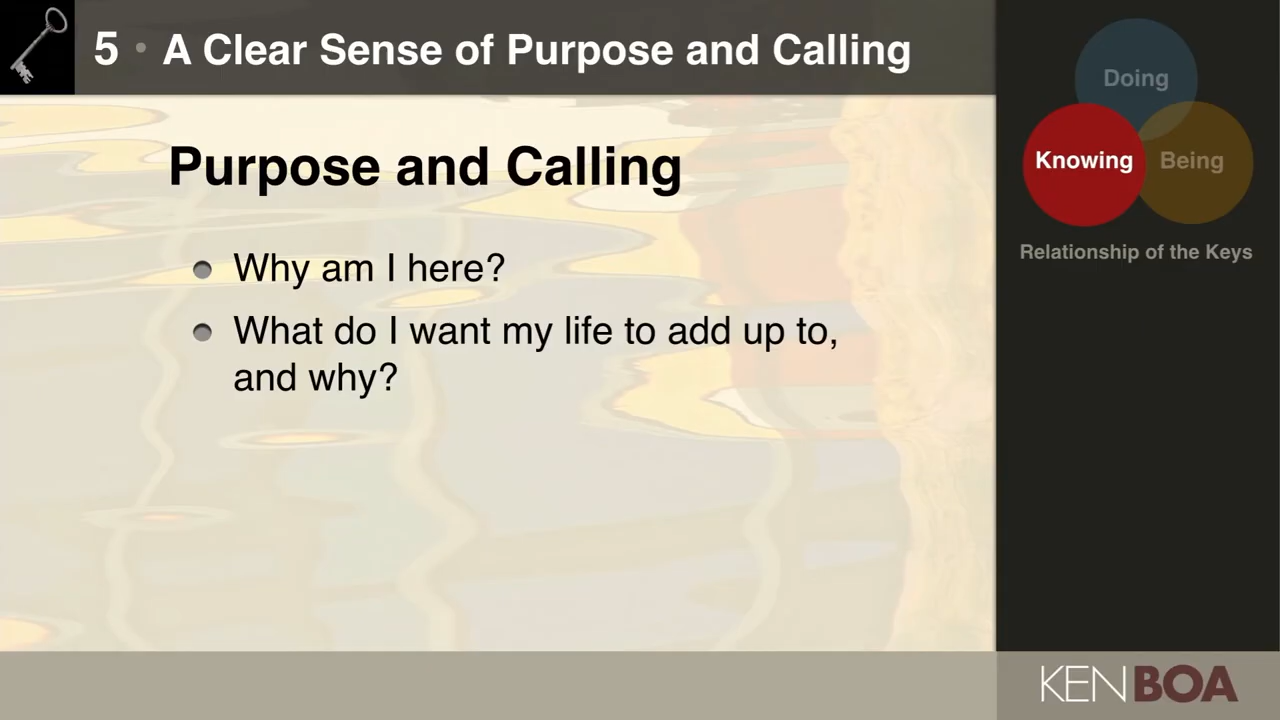 5 • A Clear Sense of Purpose and Calling
Purpose and Calling
• Why am I here?
• What do I want my life to add up to,
and why?
Doing
Knowing
Being
Relationship of the Keys
KENBOA